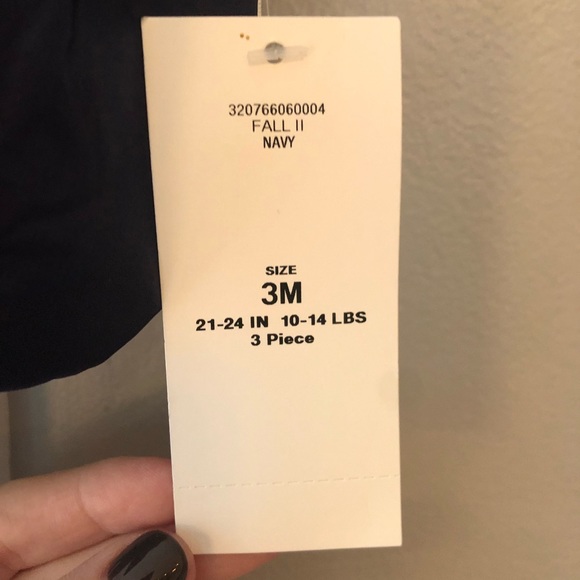 320766060004
FALL II
NAVY
SIZE
3M
21-24 IN 10-14 LBS
3 Piece